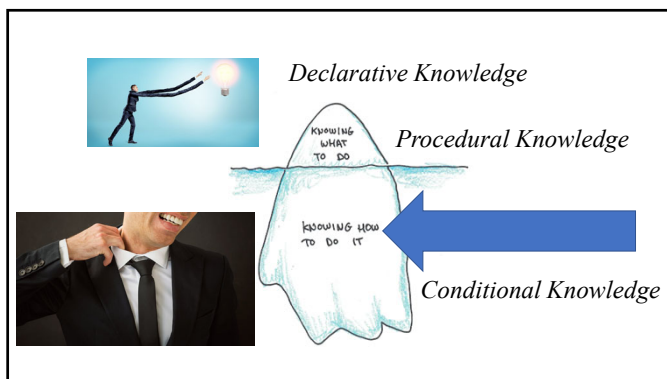 Declarative Knowledge
KNOWING
WHAT
TO DO
Procedural Knowledge
KNOWING HOW
TO DO IT
Conditional Knowledge